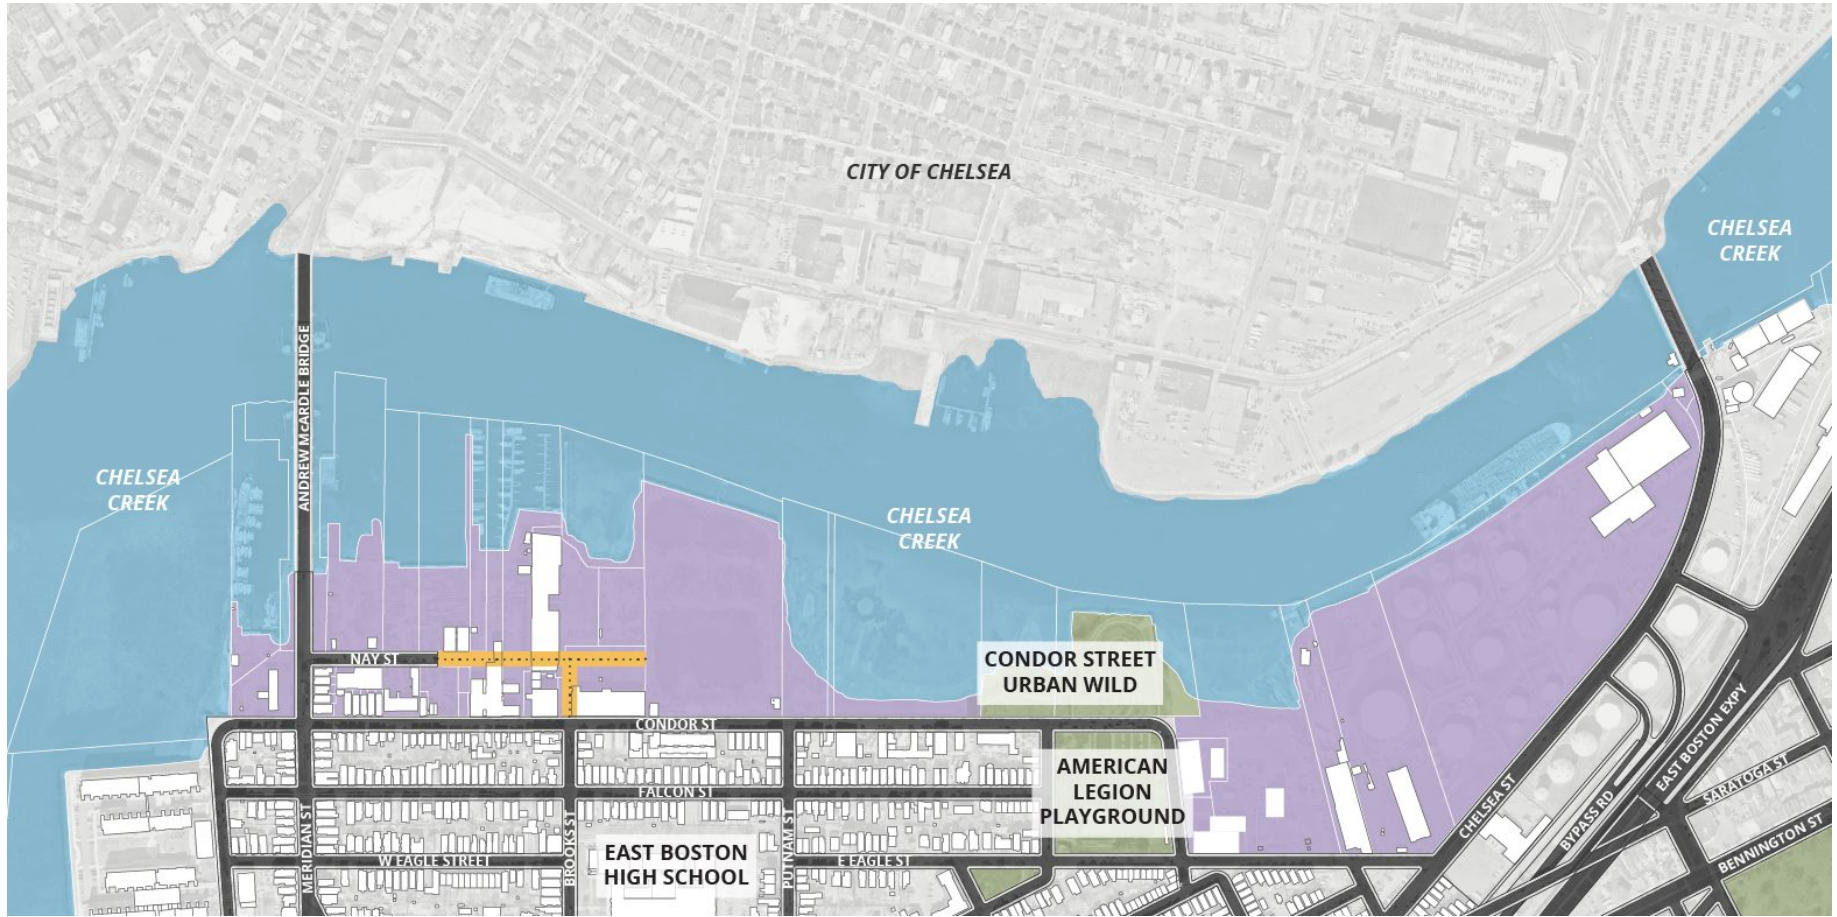 CITY OF CHELSEA
CHELSEA
CREEK
ANDREW McARDLE BRIDGE
CHELSEA
CREEK
CHELSEA
CREEK
NAY ST
CONDOR STREET
URBAN WILD
CONDOR ST
AMERICAN
LEGION
PLAYGROUND
FALCON ST
MERIDIAN ST
BROOKS ST
PUTNAM ST
W EAGLE STREET
EAST BOSTON
HIGH SCHOOL
E EAGLE ST
CHELSEA ST
BYPASS RD
EAST BOSTON EXPY
SARATOGA ST
BENNINGTON ST